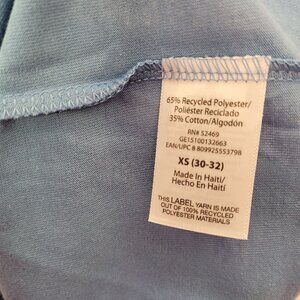 65% Recycled Polyester/
Poliéster Reciclado
35% Cotton/Algodón
RN# 52469
GE15100132663
EAN/UPC # 809925553798
XS (30-32)
Made In Haiti/
Hecho En Haití
THIS LABEL YARN IS MADE
OUT OF 100% RECYCLED
POLYESTER MATERIALS